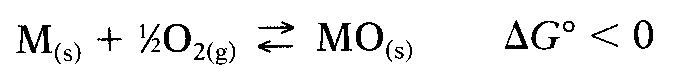 M(s) + ½O2(g) ⇄ MO(s) ΔG° < 0